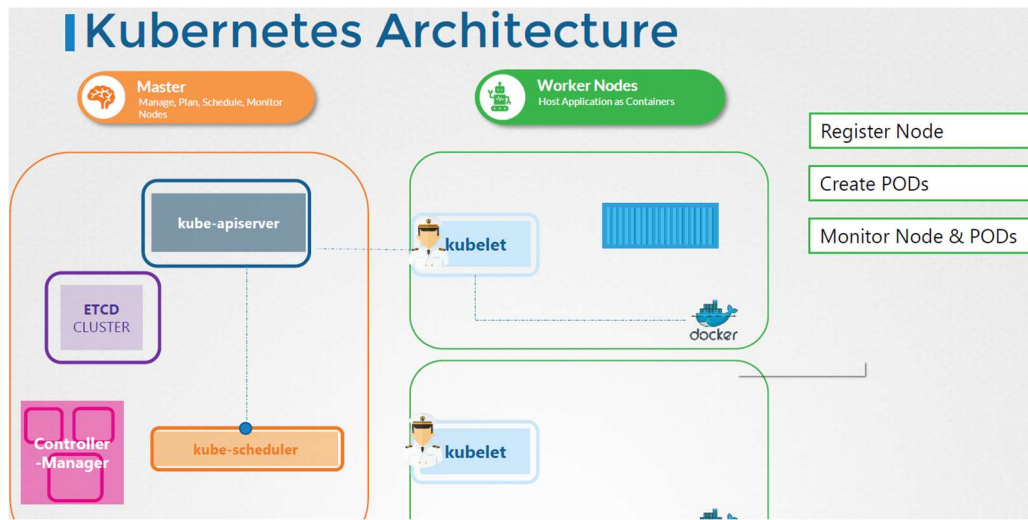 Kubernetes Architecture
Master
Manage, Plan, Schedule, Monitor
Nodes
Worker Nodes
Host Application as Containers
Register Node
Create PODs
Monitor Node & PODs
kube-apiserver
kubelet
ETCD
CLUSTER
docker
Controller
-Manager
kube-scheduler
kubelet